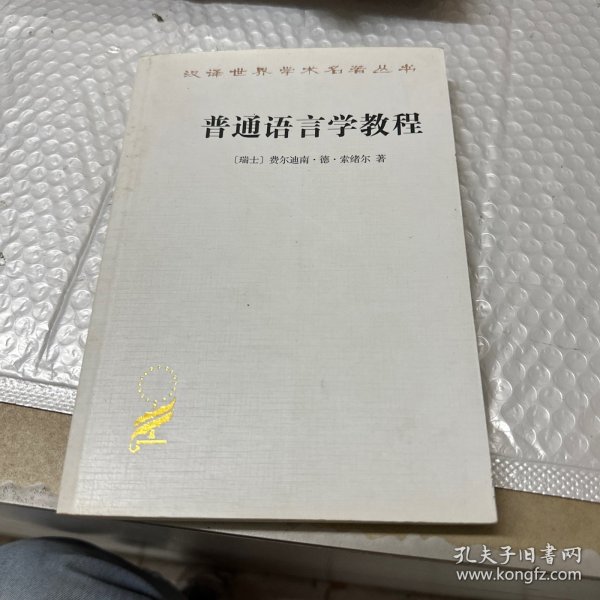 汉译世界学术名著丛书
普通语言学教程
〔瑞士〕费尔迪南·德·索绪尔 著
孔夫子旧书网
www.kongfz.com